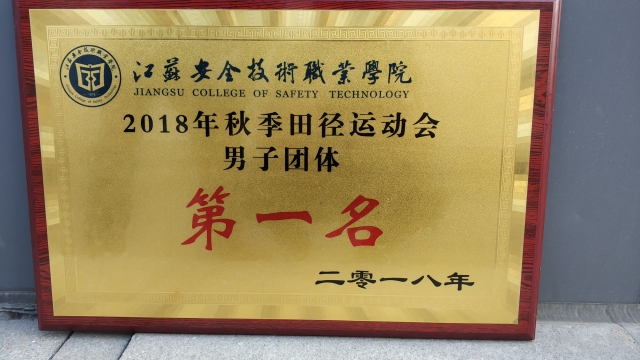 江蘇安全技術職業學院
JIANGSU COLLEGE OF SAFETY TECHNOLOGY
2018年秋季田径运动会
男子团体
第一名
二零一八年